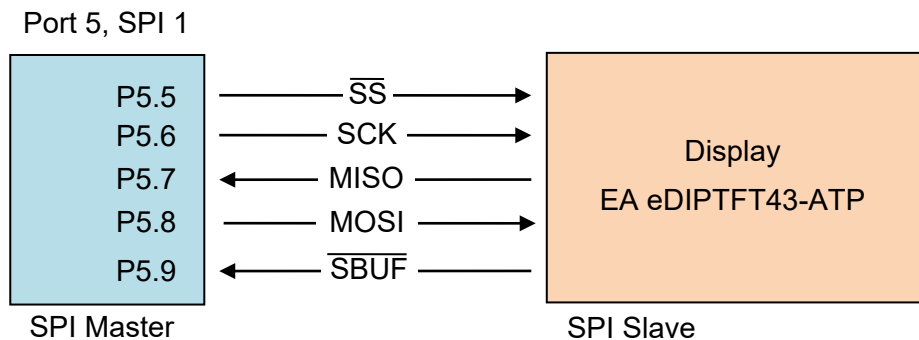 Port 5, SPI 1
P5.5 SS
P5.6 SCK
P5.7 MISO
P5.8 MOSI
P5.9 SBUF
Display
EA eDIPTFT43-ATP
SPI Master
SPI Slave